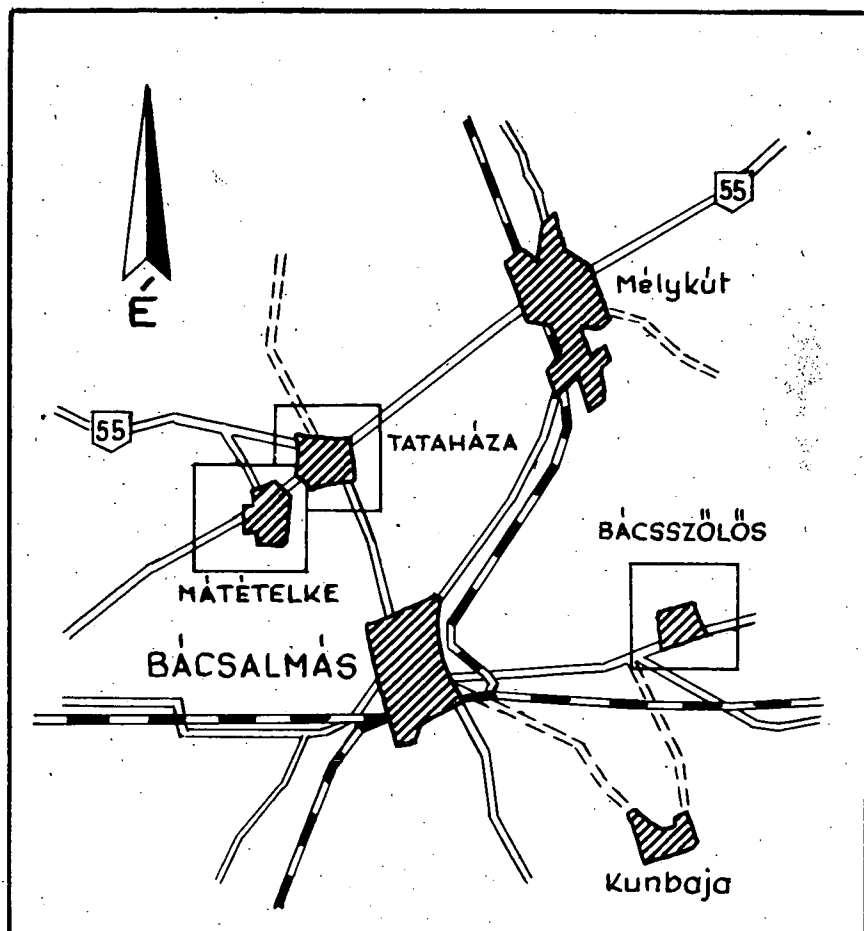 55
Mélykút
É
55
TATAHÁZA
BÁCSSZŐLŐS
MÁTÉTELKE
BÁCSALMÁS
Kunbaja